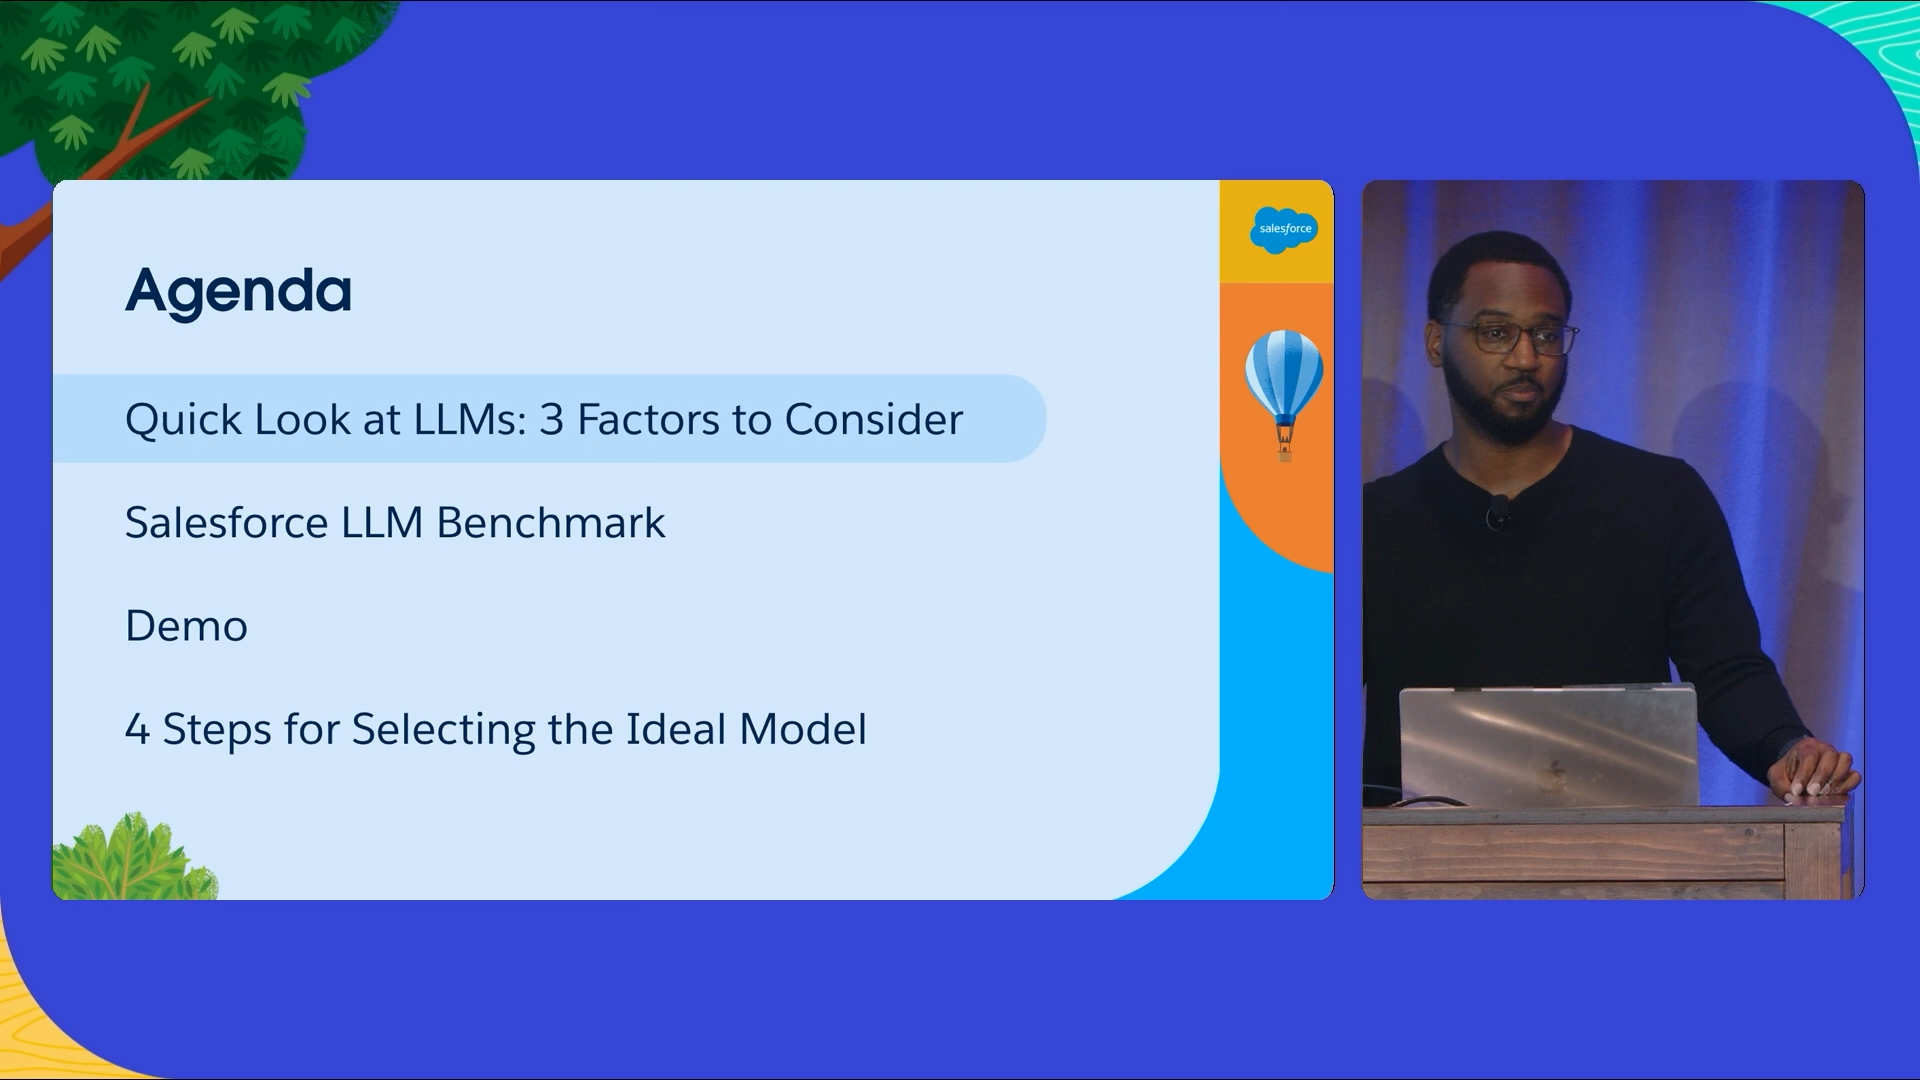 Agenda
Quick Look at LLMs: 3 Factors to Consider
Salesforce LLM Benchmark
Demo
4 Steps for Selecting the Ideal Model
salesforce